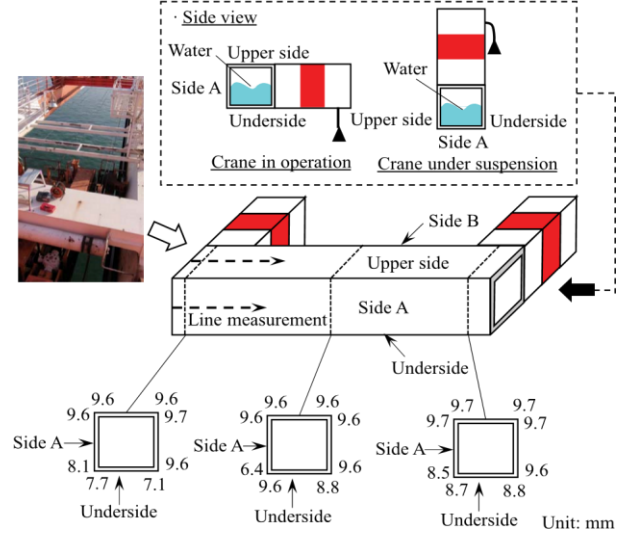 · Side view
Water
Upper side
Side A
Underside
Crane in operation
Water
Upper side
Underside
Side A
Crane under suspension
Side B
Upper side
Side A
Line measurement
Underside
9.6 9.6
9.6 9.7
Side A
8.1 9.6
7.7 7.1
Underside
9.6 9.6
9.6 9.6
Side A
6.4 9.6
9.6 8.8
Underside
9.7 9.7
9.7 9.7
Side A
8.5 9.6
8.7 8.8
Underside
Unit: mm